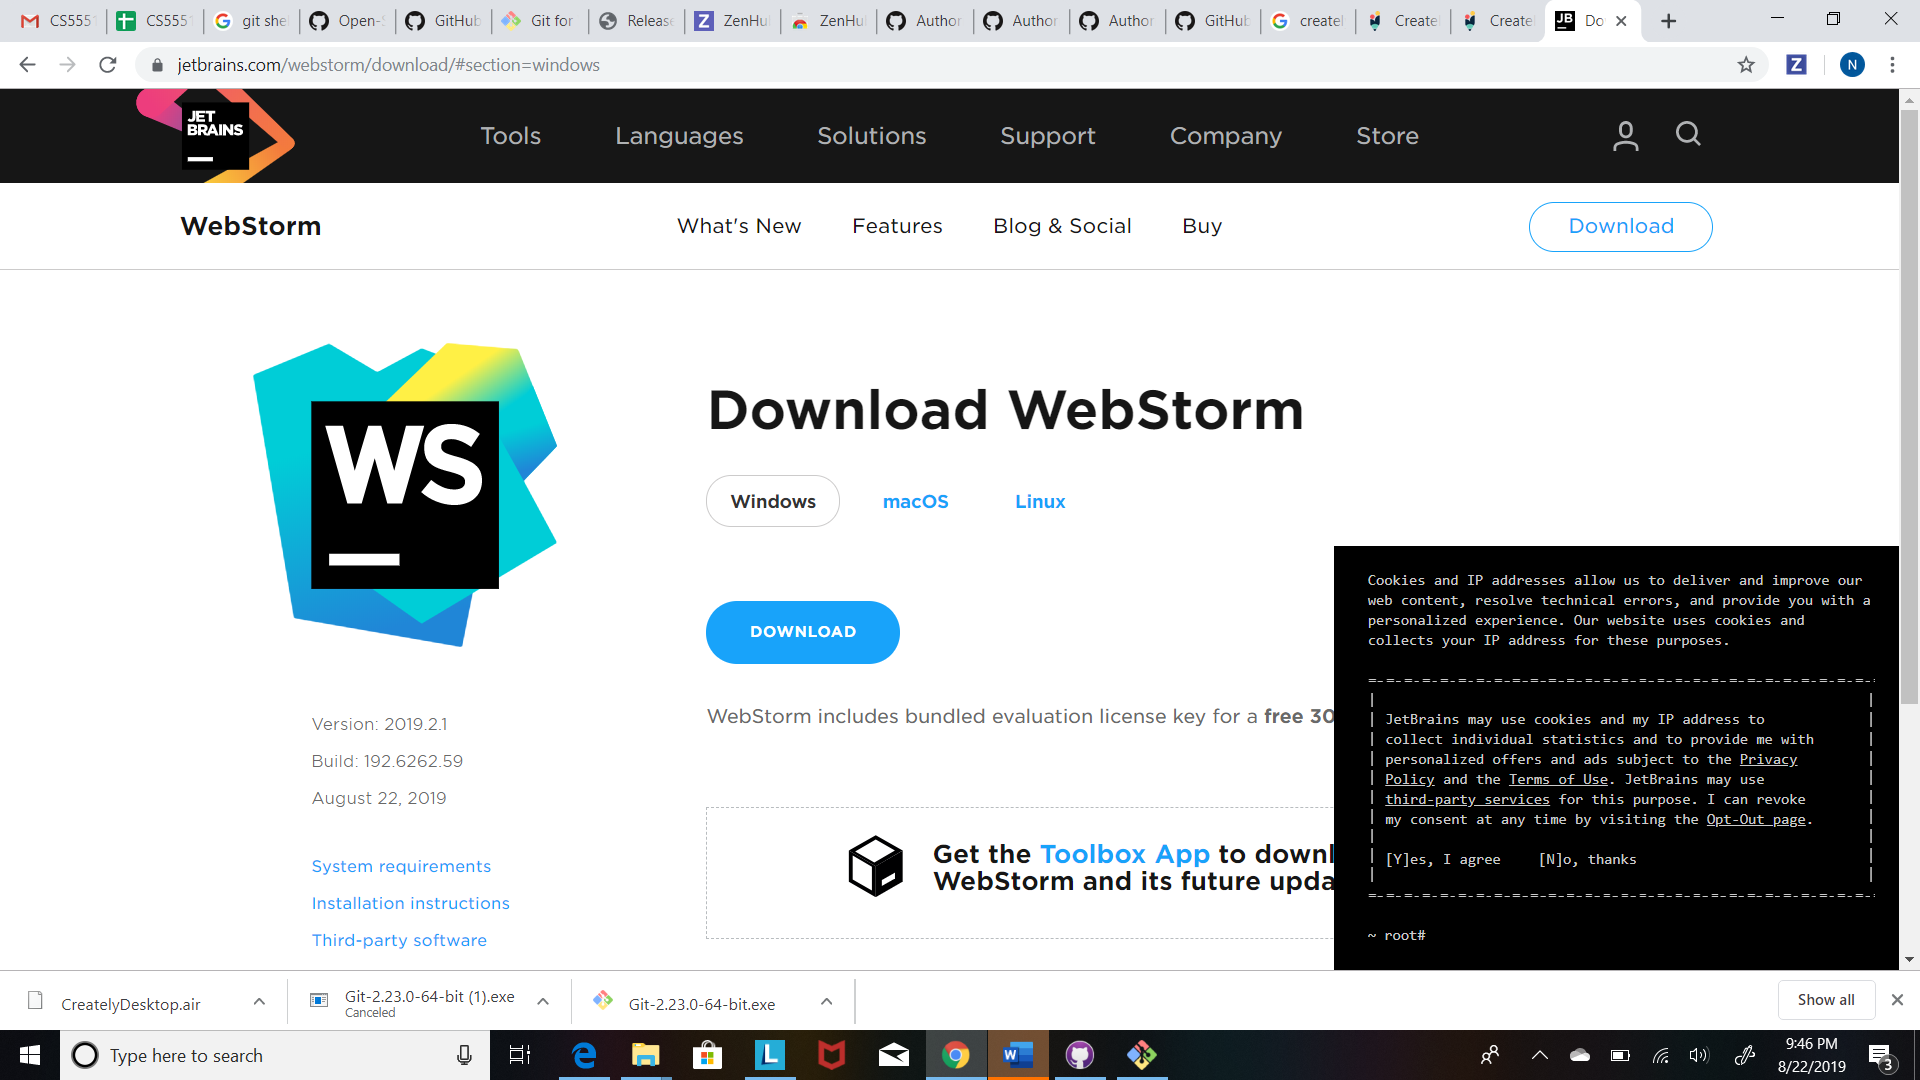 CS5551
CS5551
git she
Open-S
GitHub
Git for
Release
ZenHu
ZenHu
Author
Author
Author
GitHub
createl
Create
Create
Do
jetbrains.com/webstorm/download/#section=windows
Z
N
JET
BRAINS
Tools
Languages
Solutions
Support
Company
Store
WebStorm
What's New
Features
Blog & Social
Buy
Download
WS
Download WebStorm
Windows
macOS
Linux
DOWNLOAD
WebStorm includes bundled evaluation license key for a free 30
Version: 2019.2.1
Build: 192.6262.59
August 22, 2019
System requirements
Installation instructions
Third-party software
Get the Toolbox App to downl
WebStorm and its future upda
Cookies and IP addresses allow us to deliver and improve our
web content, resolve technical errors, and provide you with a
personalized experience. Our website uses cookies and
collects your IP address for these purposes.
JetBrains may use cookies and my IP address to
collect individual statistics and to provide me with
personalized offers and ads subject to the Privacy
Policy and the Terms of Use. JetBrains may use
third-party services for this purpose. I can revoke
my consent at any time by visiting the Opt-Out page.
[Y]es, I agree [N]o, thanks
~ root#
CreatelyDesktop.air
Git-2.23.0-64-bit (1).exe
Canceled
Git-2.23.0-64-bit.exe
Show all
Type here to search
9:46 PM
8/22/2019
3